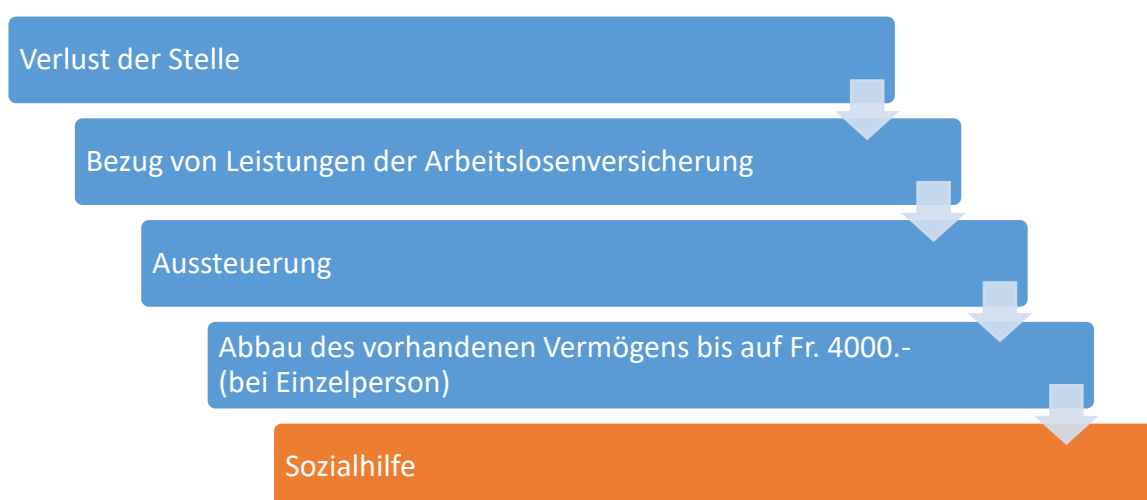 Verlust der Stelle
Bezug von Leistungen der Arbeitslosenversicherung
Aussteuerung
Abbau des vorhandenen Vermögens bis auf Fr. 4000.-
(bei Einzelperson)
Sozialhilfe